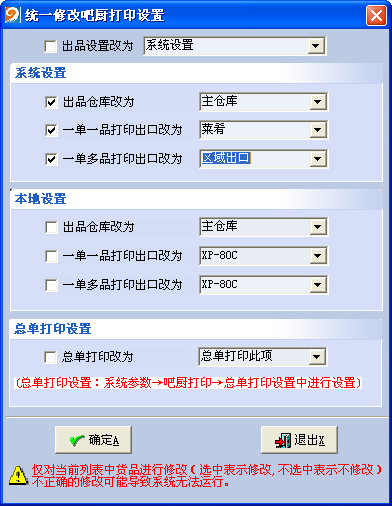 统一修改吧厨打印设置
出品设置改为 系统设置
系统设置
出品仓库改为 主仓库
一单一品打印出口改为 菜肴
一单多品打印出口改为 区域出口
本地设置
出品仓库改为 主仓库
一单一品打印出口改为 XP-80C
一单多品打印出口改为 XP-80C
总单打印设置
总单打印改为 总单打印此项
(总单打印设置：系统参数→吧厨打印→总单打印设置中进行设置)
确定A 退出X
仅对当前列表中货品进行修改(选中表示修改,不选中表示不修改)
不正确的修改可能导致系统无法运行。